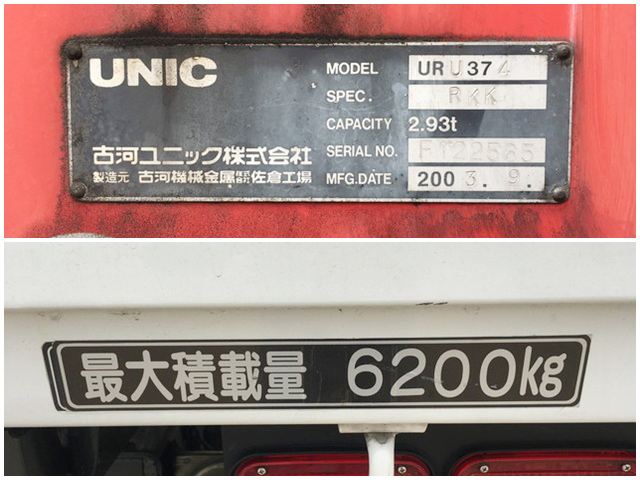 UNIC
MODEL URU374
SPEC. RKK
CAPACITY 2.93t
古河ユニック株式会社
SERIAL NO. F122565
製造元 古河機械金属株式会社佐倉工場
MFG.DATE 2003.9.
最大積載量 6200kg